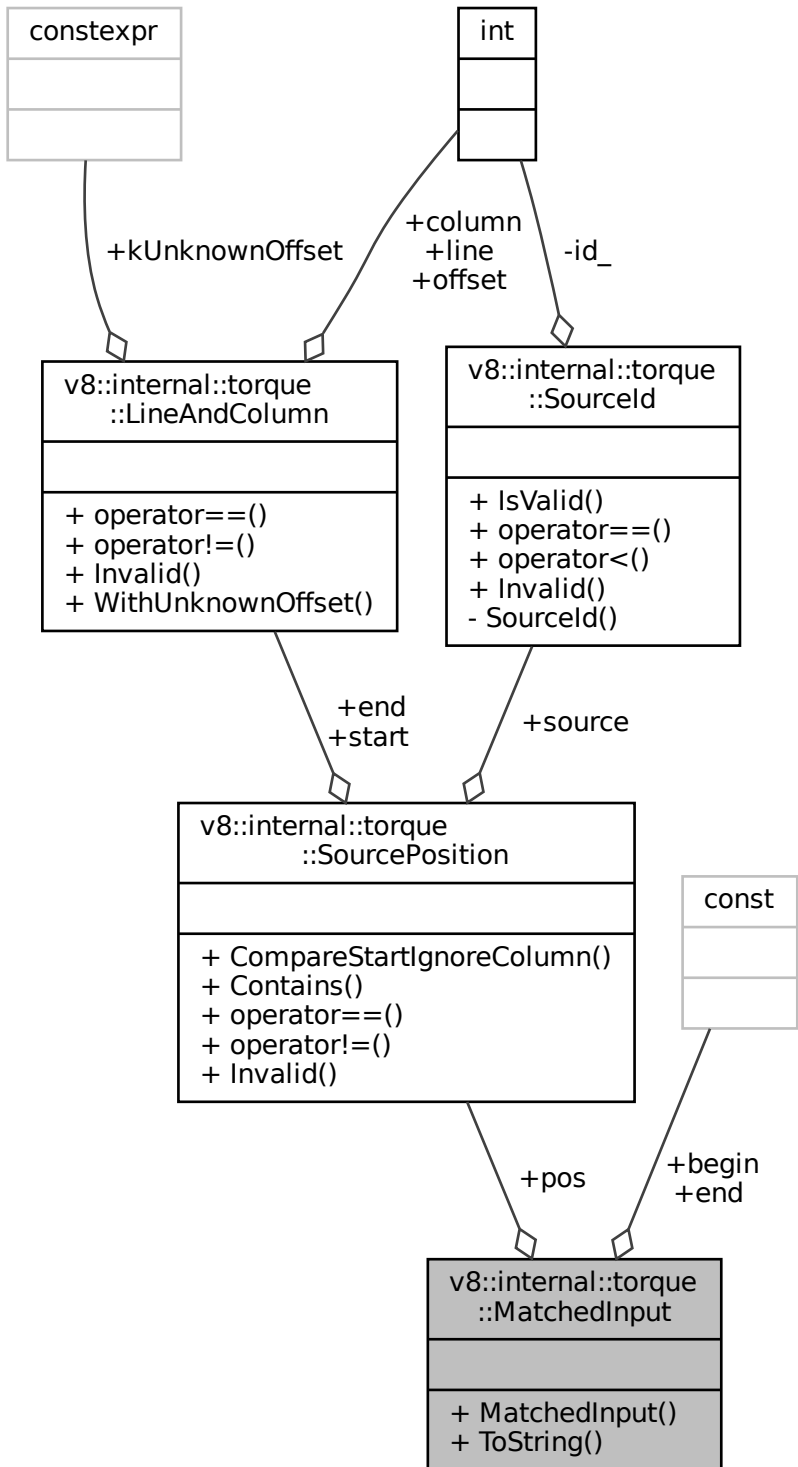 constexpr
int
+kUnknownOffset
+column
+line
+offset
-id_
v8::internal::torque
::LineAndColumn
+ operator==()
+ operator!=()
+ Invalid()
+ WithUnknownOffset()
v8::internal::torque
::SourceId
+ IsValid()
+ operator==()
+ operator<()
+ Invalid()
- SourceId()
+end
+start
+source
v8::internal::torque
::SourcePosition
+ CompareStartIgnoreColumn()
+ Contains()
+ operator==()
+ operator!=()
+ Invalid()
const
+pos
+begin
+end
v8::internal::torque
::MatchedInput
+ MatchedInput()
+ ToString()